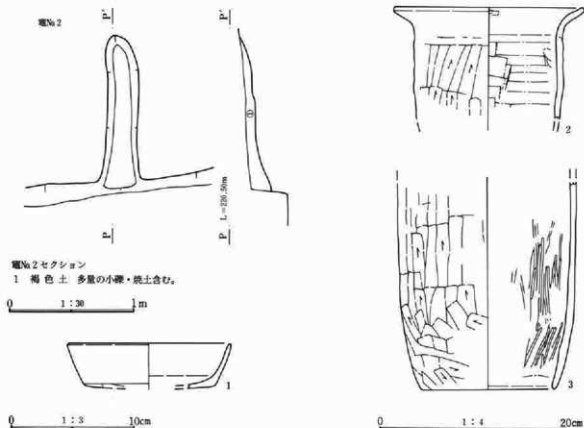 竈№2
P′
P′
①
L=220.50m
P
P
竈№2セクション
1 褐色土 多量の小礫・焼土含む。
0 1:30 1m
1
0 1:3 10cm
2
3
0 1:4 20cm